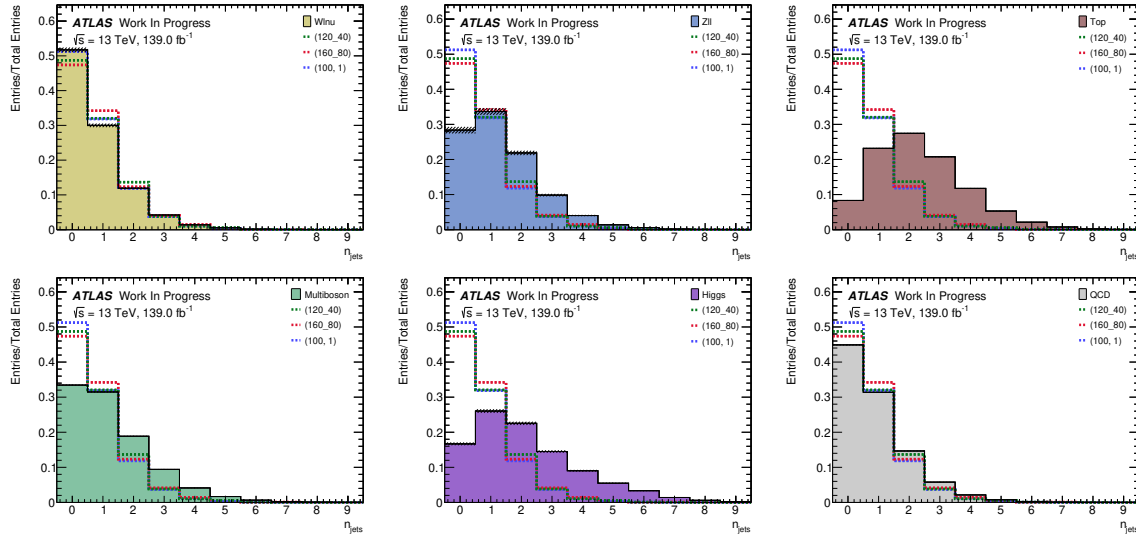 ATLAS Work In Progress
√s = 13 TeV, 139.0 fb⁻¹
Wlnu
(120_40)
(160_80)
(100, 1)
Entries/Total Entries
0.6
0.5
0.4
0.3
0.2
0.1
0
0 1 2 3 4 5 6 7 8 9
n_jets
ATLAS Work In Progress
√s = 13 TeV, 139.0 fb⁻¹
Zll
(120_40)
(160_80)
(100, 1)
Entries/Total Entries
0.6
0.5
0.4
0.3
0.2
0.1
0
0 1 2 3 4 5 6 7 8 9
n_jets
ATLAS Work In Progress
√s = 13 TeV, 139.0 fb⁻¹
Top
(120_40)
(160_80)
(100, 1)
Entries/Total Entries
0.6
0.5
0.4
0.3
0.2
0.1
0
0 1 2 3 4 5 6 7 8 9
n_jets
ATLAS Work In Progress
√s = 13 TeV, 139.0 fb⁻¹
Multiboson
(120_40)
(160_80)
(100, 1)
Entries/Total Entries
0.6
0.5
0.4
0.3
0.2
0.1
0
0 1 2 3 4 5 6 7 8 9
n_jets
ATLAS Work In Progress
√s = 13 TeV, 139.0 fb⁻¹
Higgs
(120_40)
(160_80)
(100, 1)
Entries/Total Entries
0.6
0.5
0.4
0.3
0.2
0.1
0
0 1 2 3 4 5 6 7 8 9
n_jets
ATLAS Work In Progress
√s = 13 TeV, 139.0 fb⁻¹
QCD
(120_40)
(160_80)
(100, 1)
Entries/Total Entries
0.6
0.5
0.4
0.3
0.2
0.1
0
0 1 2 3 4 5 6 7 8 9
n_jets